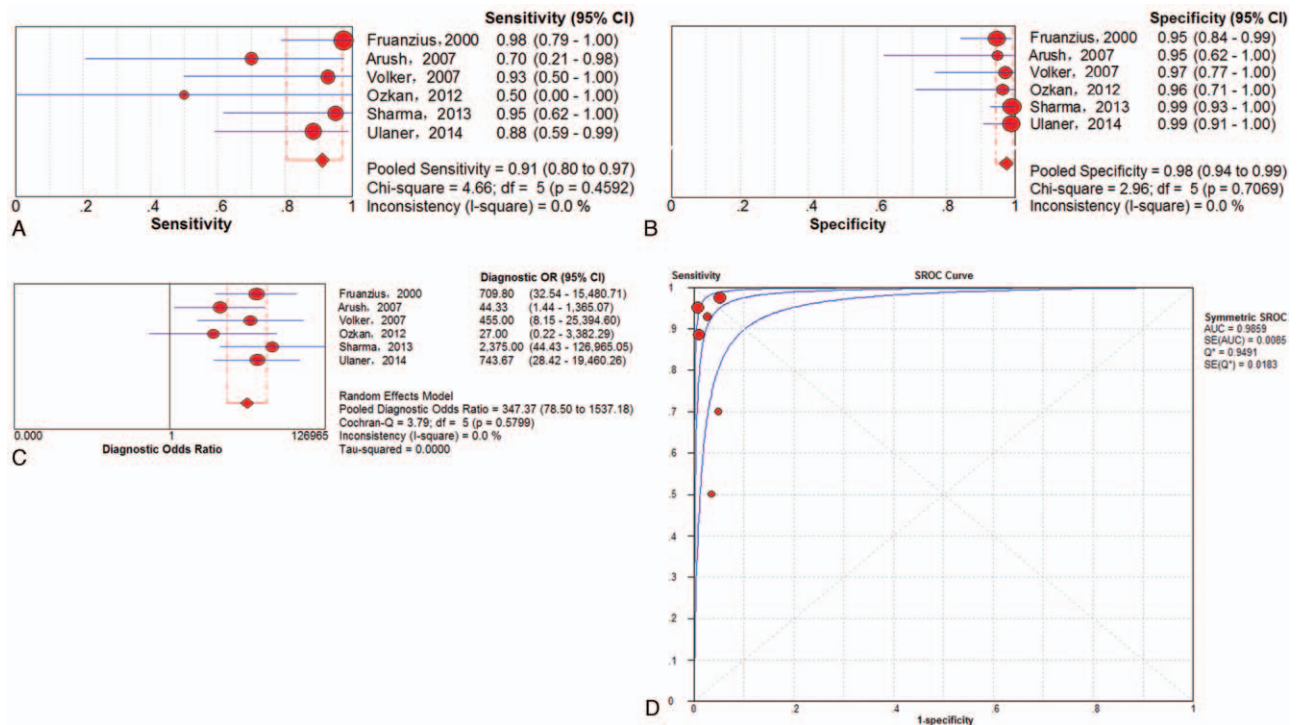 Sensitivity (95% CI)
Fruanzius, 2000 0.98 (0.79 - 1.00)
Arush, 2007 0.70 (0.21 - 0.98)
Volker, 2007 0.93 (0.50 - 1.00)
Ozkan, 2012 0.50 (0.00 - 1.00)
Sharma, 2013 0.95 (0.62 - 1.00)
Ulaner, 2014 0.88 (0.59 - 0.99)
Pooled Sensitivity = 0.91 (0.80 to 0.97)
Chi-square = 4.66; df = 5 (p = 0.4592)
Inconsistency (I-square) = 0.0 %
0 .2 .4 .6 .8 1
Sensitivity
A
Specificity (95% CI)
Fruanzius, 2000 0.95 (0.84 - 0.99)
Arush, 2007 0.95 (0.62 - 1.00)
Volker, 2007 0.97 (0.77 - 1.00)
Ozkan, 2012 0.96 (0.71 - 1.00)
Sharma, 2013 0.99 (0.93 - 1.00)
Ulaner, 2014 0.99 (0.91 - 1.00)
Pooled Specificity = 0.98 (0.94 to 0.99)
Chi-square = 2.96; df = 5 (p = 0.7069)
Inconsistency (I-square) = 0.0 %
0 .2 .4 .6 .8 1
Specificity
B
Diagnostic OR (95% CI)
Fruanzius, 2000 709.80 (32.54 - 15,480.71)
Arush, 2007 44.33 (1.44 - 1,365.07)
Volker, 2007 455.00 (8.15 - 25,394.60)
Ozkan, 2012 27.00 (0.22 - 3,382.29)
Sharma, 2013 2,375.00 (44.43 - 126,965.05)
Ulaner, 2014 743.67 (28.42 - 19,460.26)
Random Effects Model
Pooled Diagnostic Odds Ratio = 347.37 (78.50 to 1537.18)
Cochran-Q = 3.79; df = 5 (p = 0.5799)
Inconsistency (I-square) = 0.0 %
Tau-squared = 0.0000
0.000 1 126965
Diagnostic Odds Ratio
C
Sensitivity SROC Curve
1
.9
.8
.7
.6
.5
.4
.3
.2
.1
0
0 .2 .4 .6 .8 1
1-specificity
Symmetric SROC
AUC = 0.9859
SE(AUC) = 0.0085
Q* = 0.9491
SE(Q*) = 0.0183
D